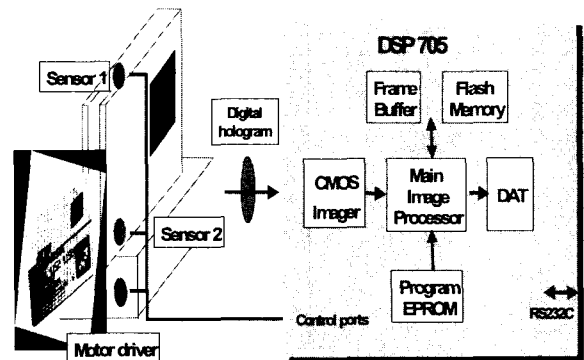 DSP 705
Sensor 1
Frame
Buffer
Flash
Memory
Digital
hologram
CMOS
Imager
Main
Image
Processor
DAT
Sensor 2
Program
EPROM
RS232C
Control ports
Motor driver